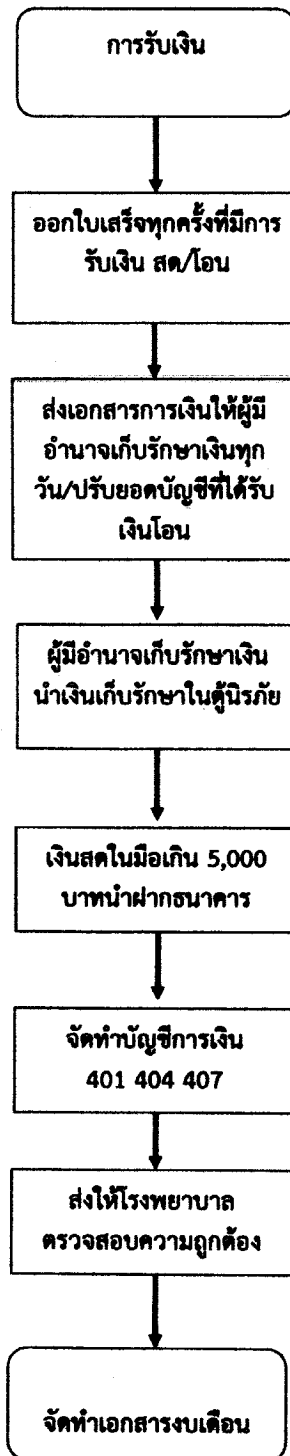 การรับเงิน
ออกใบเสร็จทุกครั้งที่มีการ
รับเงิน สด/โอน
ส่งเอกสารการเงินให้ผู้มี
อำนาจเก็บรักษาเงินทุก
วัน/ปรับยอดบัญชีที่ได้รับ
เงินโอน
ผู้มีอำนาจเก็บรักษาเงิน
นำเงินเก็บรักษาในตู้นิรภัย
เงินสดในมือเกิน 5,000
บาทนำฝากธนาคาร
จัดทำบัญชีการเงิน
401 404 407
ส่งให้โรงพยาบาล
ตรวจสอบความถูกต้อง
จัดทำเอกสารงบเดือน